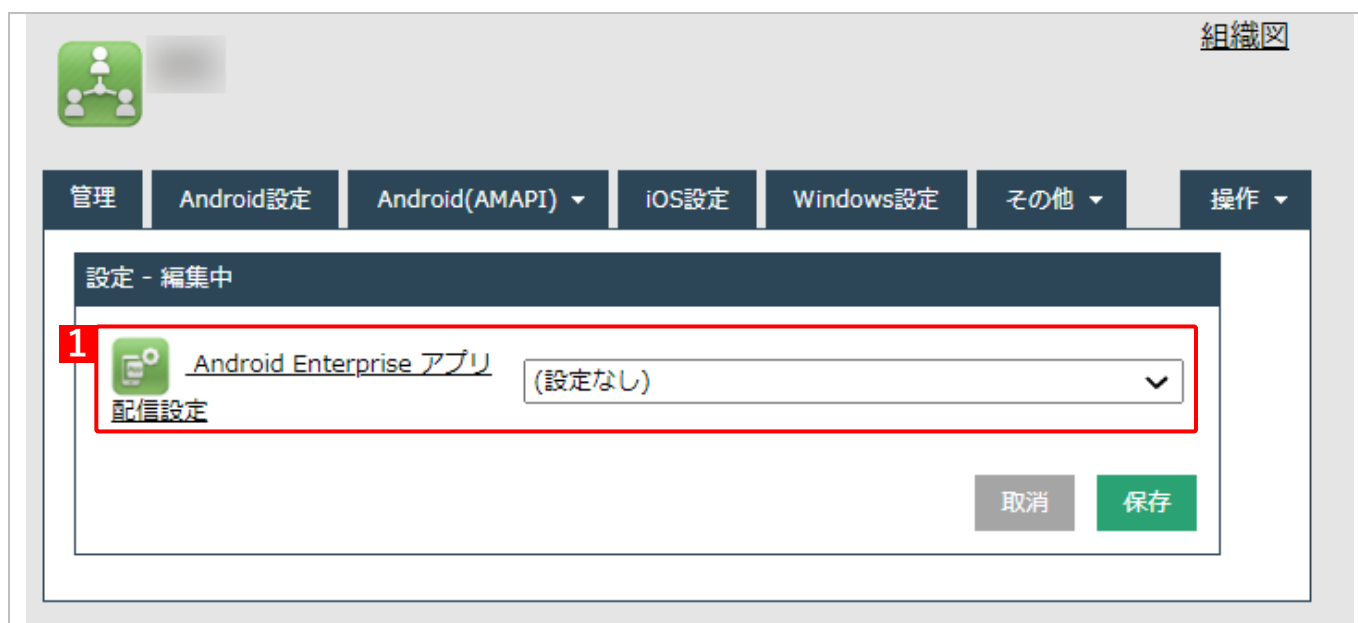 組織図
管理 Android設定 Android(AMAPI) iOS設定 Windows設定 その他 操作
設定 - 編集中
1
Android Enterprise アプリ
配信設定
(設定なし)
取消 保存